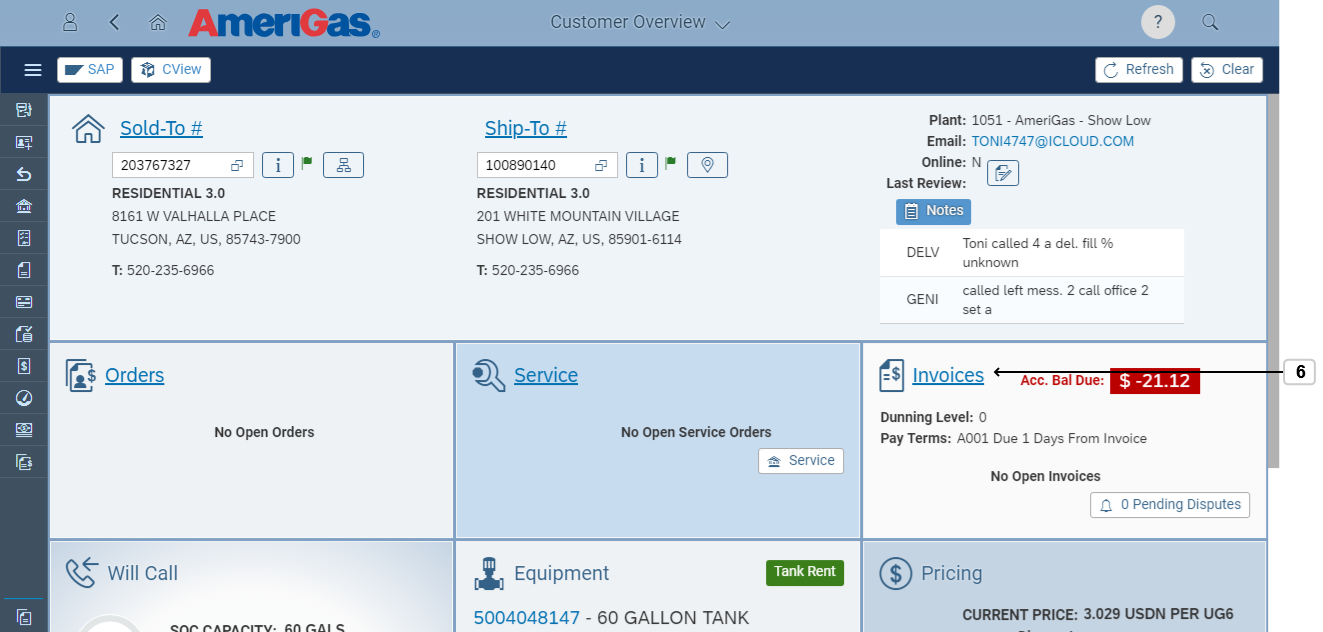 AmeriGas
Customer Overview
?
SAP
CView
Refresh
Clear
Sold-To #
203767327
i
RESIDENTIAL 3.0
8161 W VALHALLA PLACE
TUCSON, AZ, US, 85743-7900
T: 520-235-6966
Ship-To #
100890140
i
RESIDENTIAL 3.0
201 WHITE MOUNTAIN VILLAGE
SHOW LOW, AZ, US, 85901-6114
T: 520-235-6966
Plant: 1051 - AmeriGas - Show Low
Email: TONI4747@ICLOUD.COM
Online: N
Last Review:
Notes
DELV
Toni called 4 a del. fill %
unknown
GENI
called left mess. 2 call office 2
set a
Orders
No Open Orders
Service
No Open Service Orders
Service
Invoices
Acc. Bal Due: $ -21.12
6
Dunning Level: 0
Pay Terms: A001 Due 1 Days From Invoice
No Open Invoices
0 Pending Disputes
Will Call
SOC CAPACITY: 60 GALS
Equipment
Tank Rent
5004048147 - 60 GALLON TANK
Pricing
CURRENT PRICE: 3.029 USDN PER UG6